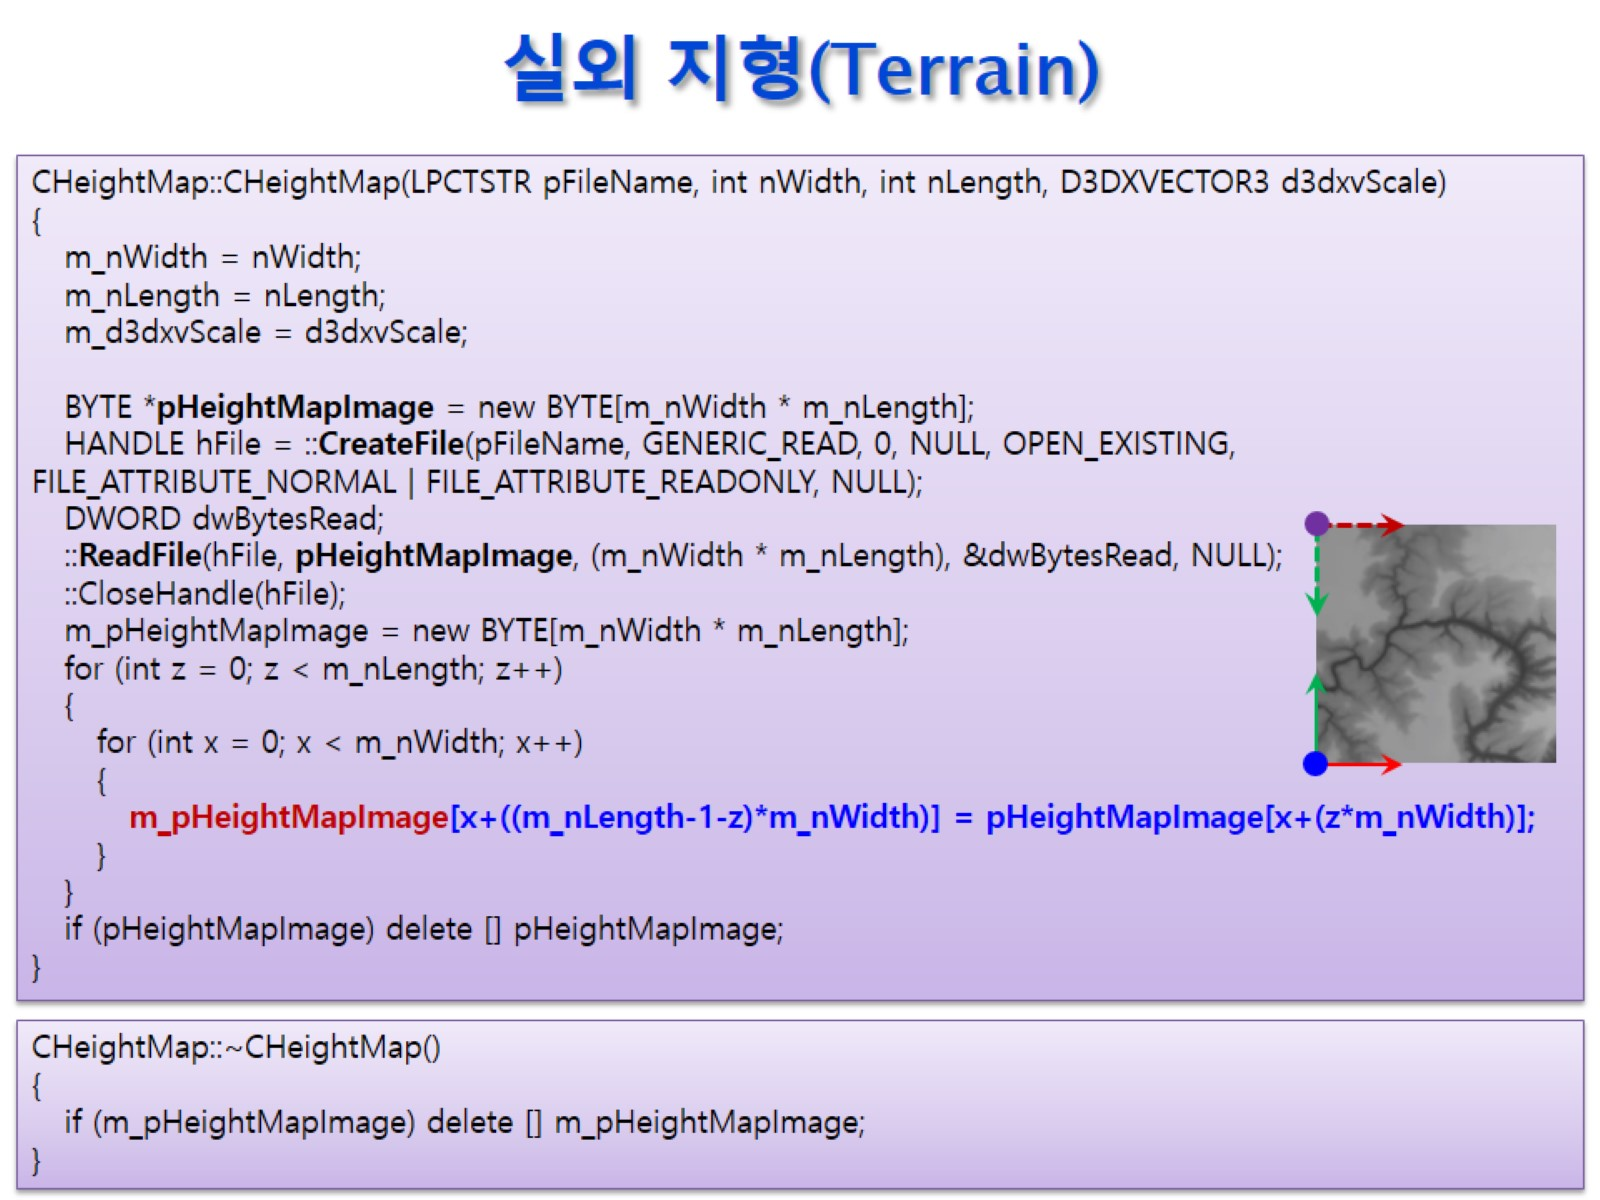 실외 지형(Terrain)
CHeightMap::CHeightMap(LPCTSTR pFileName, int nWidth, int nLength, D3DXVECTOR3 d3dxvScale)
{
m_nWidth = nWidth;
m_nLength = nLength;
m_d3dxvScale = d3dxvScale;
BYTE *pHeightMapImage = new BYTE[m_nWidth * m_nLength];
HANDLE hFile = ::CreateFile(pFileName, GENERIC_READ, 0, NULL, OPEN_EXISTING,
FILE_ATTRIBUTE_NORMAL | FILE_ATTRIBUTE_READONLY, NULL);
DWORD dwBytesRead;
::ReadFile(hFile, pHeightMapImage, (m_nWidth * m_nLength), &dwBytesRead, NULL);
::CloseHandle(hFile);
m_pHeightMapImage = new BYTE[m_nWidth * m_nLength];
for (int z = 0; z < m_nLength; z++)
{
for (int x = 0; x < m_nWidth; x++)
{
m_pHeightMapImage[x+((m_nLength-1-z)*m_nWidth)] = pHeightMapImage[x+(z*m_nWidth)];
}
}
if (pHeightMapImage) delete [] pHeightMapImage;
}
CHeightMap::~CHeightMap()
{
if (m_pHeightMapImage) delete [] m_pHeightMapImage;
}